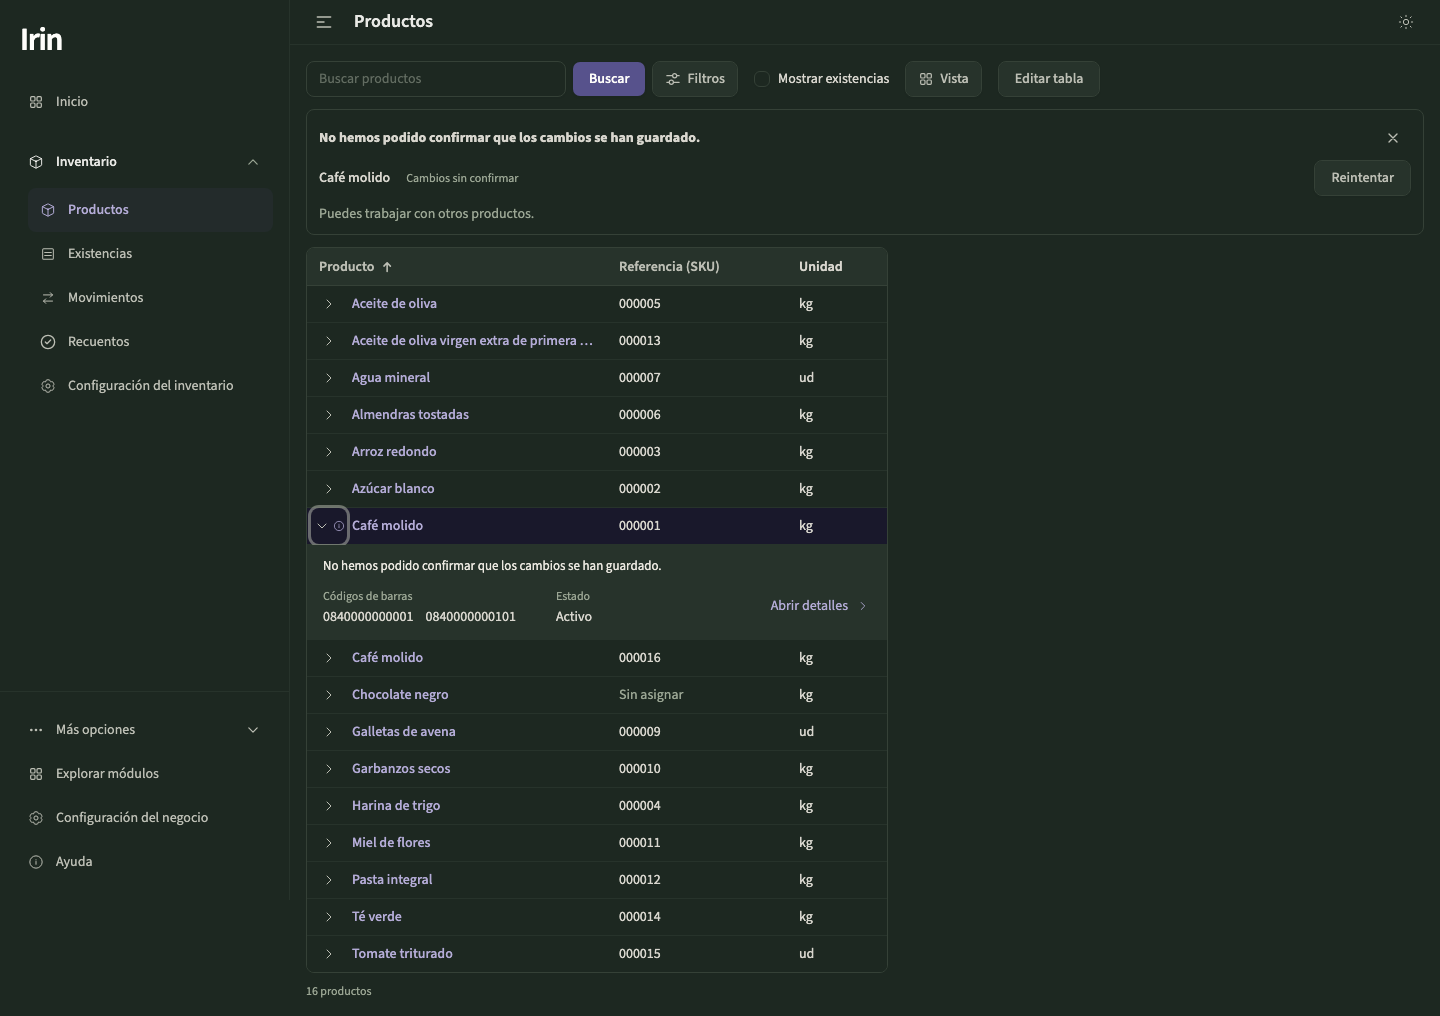 Irin
Productos
Inicio
Inventario
Productos
Existencias
Movimientos
Recuentos
Configuración del inventario
Más opciones
Explorar módulos
Configuración del negocio
Ayuda
Buscar productos Buscar Filtros Mostrar existencias Vista Editar tabla
No hemos podido confirmar que los cambios se han guardado.
Café molido Cambios sin confirmar Reintentar
Puedes trabajar con otros productos.
Producto Referencia (SKU) Unidad
Aceite de oliva 000005 kg
Aceite de oliva virgen extra de primera … 000013 kg
Agua mineral 000007 ud
Almendras tostadas 000006 kg
Arroz redondo 000003 kg
Azúcar blanco 000002 kg
Café molido 000001 kg
No hemos podido confirmar que los cambios se han guardado.
Códigos de barras Estado
0840000000001 0840000000101 Activo Abrir detalles
Café molido 000016 kg
Chocolate negro Sin asignar kg
Galletas de avena 000009 ud
Garbanzos secos 000010 kg
Harina de trigo 000004 kg
Miel de flores 000011 kg
Pasta integral 000012 kg
Té verde 000014 kg
Tomate triturado 000015 ud
16 productos